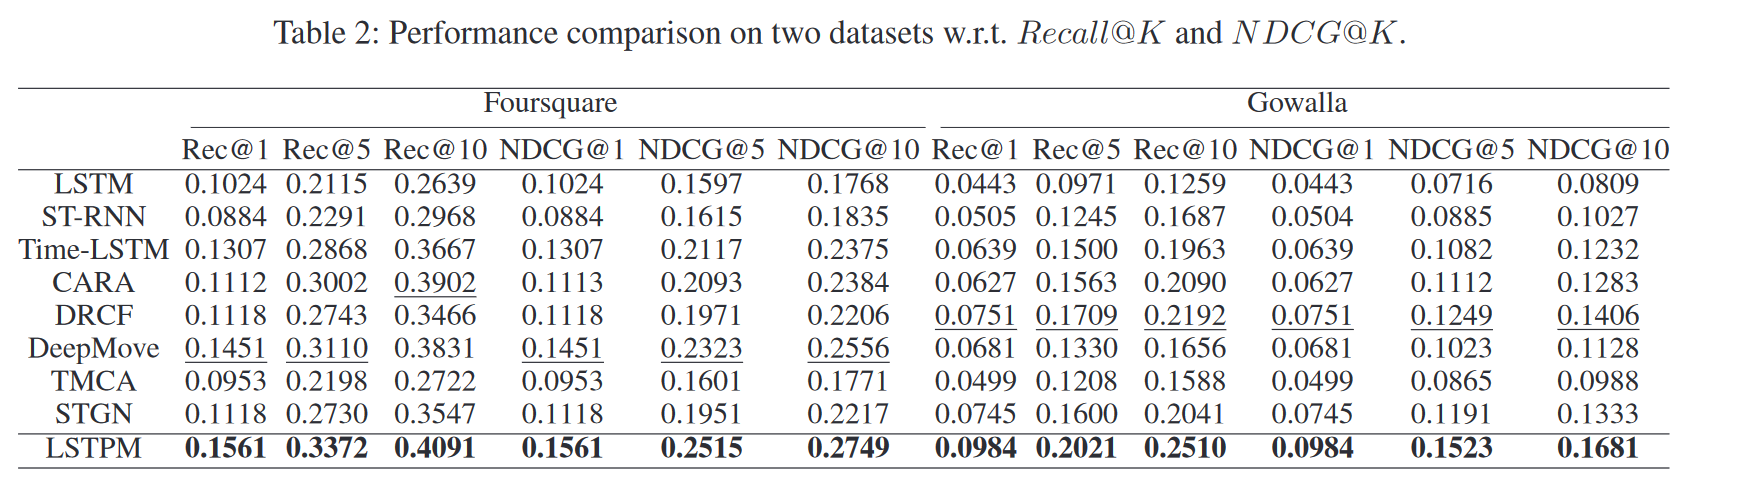 Table 2: Performance comparison on two datasets w.r.t. Recall@K and NDCG@K.
Foursquare Gowalla
Rec@1 Rec@5 Rec@10 NDCG@1 NDCG@5 NDCG@10 Rec@1 Rec@5 Rec@10 NDCG@1 NDCG@5 NDCG@10
LSTM 0.1024 0.2115 0.2639 0.1024 0.1597 0.1768 0.0443 0.0971 0.1259 0.0443 0.0716 0.0809
ST-RNN 0.0884 0.2291 0.2968 0.0884 0.1615 0.1835 0.0505 0.1245 0.1687 0.0504 0.0885 0.1027
Time-LSTM 0.1307 0.2868 0.3667 0.1307 0.2117 0.2375 0.0639 0.1500 0.1963 0.0639 0.1082 0.1232
CARA 0.1112 0.3002 0.3902 0.1113 0.2093 0.2384 0.0627 0.1563 0.2090 0.0627 0.1112 0.1283
DRCF 0.1118 0.2743 0.3466 0.1118 0.1971 0.2206 0.0751 0.1709 0.2192 0.0751 0.1249 0.1406
DeepMove 0.1451 0.3110 0.3831 0.1451 0.2323 0.2556 0.0681 0.1330 0.1656 0.0681 0.1023 0.1128
TMCA 0.0953 0.2198 0.2722 0.0953 0.1601 0.1771 0.0499 0.1208 0.1588 0.0499 0.0865 0.0988
STGN 0.1118 0.2730 0.3547 0.1118 0.1951 0.2217 0.0745 0.1600 0.2041 0.0745 0.1191 0.1333
LSTPM 0.1561 0.3372 0.4091 0.1561 0.2515 0.2749 0.0984 0.2021 0.2510 0.0984 0.1523 0.1681